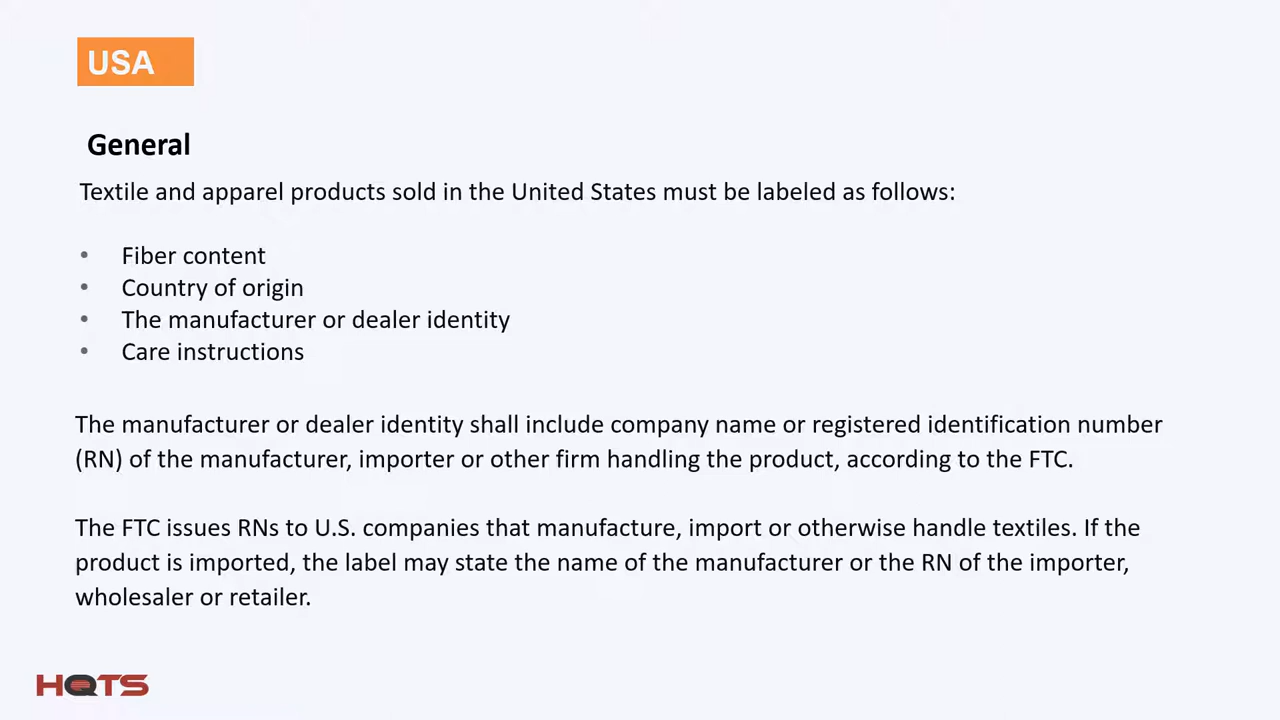 USA
General
Textile and apparel products sold in the United States must be labeled as follows:
• Fiber content
• Country of origin
• The manufacturer or dealer identity
• Care instructions
The manufacturer or dealer identity shall include company name or registered identification number
(RN) of the manufacturer, importer or other firm handling the product, according to the FTC.
The FTC issues RNs to U.S. companies that manufacture, import or otherwise handle textiles. If the
product is imported, the label may state the name of the manufacturer or the RN of the importer,
wholesaler or retailer.
HQTS